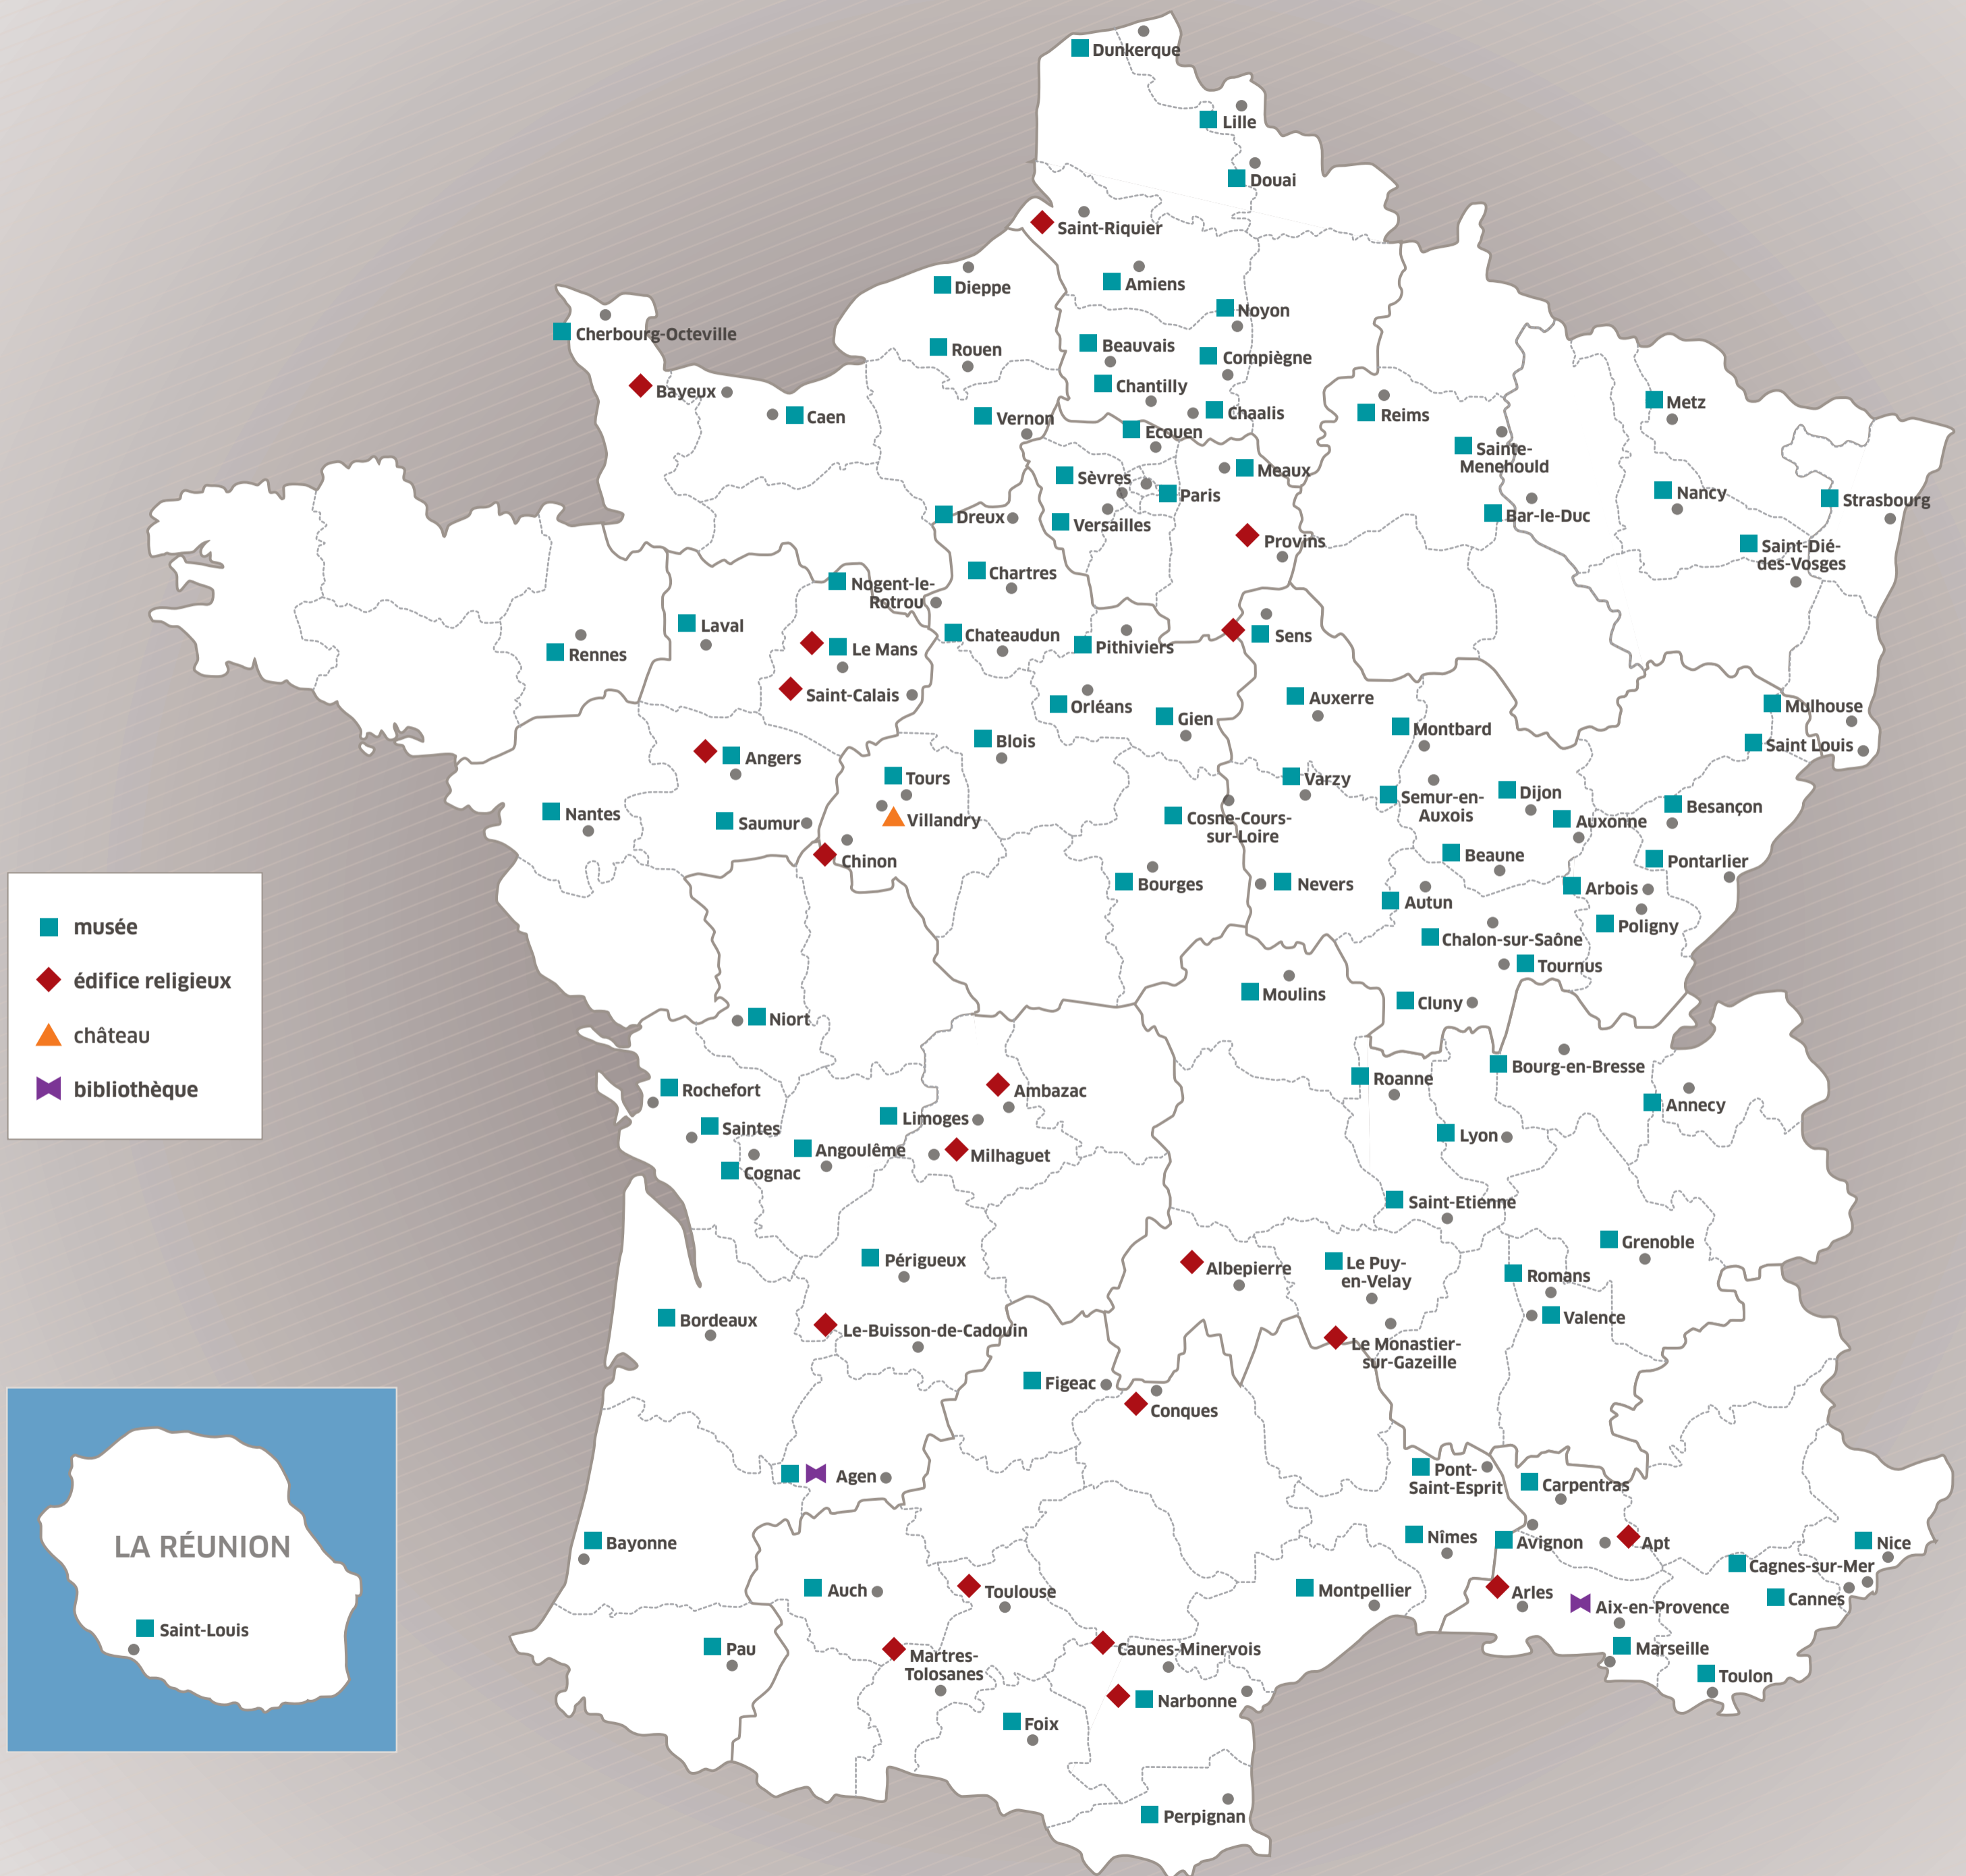 Dunkerque
Lille
Douai
Saint-Riquier
Amiens
Dieppe
Noyon
Cherbourg-Octeville
Beauvais
Rouen
Compiègne
Chantilly
Bayeux
Metz
Caen
Vernon
Chaalis
Reims
Ecouen
Sainte-
Menehould
Meaux
Sèvres
Paris
Nancy
Strasbourg
Dreux
Versailles
Bar-le-Duc
Provins
Saint-Dié-
des-Vosges
Chartres
Nogent-le-
Rotrou
Laval
Chateaudun
Sens
Pithiviers
Le Mans
Rennes
Saint-Calais
Auxerre
Orléans
Mulhouse
Gien
Montbard
Blois
Saint Louis
Angers
Tours
Varzy
Dijon
Semur-en-
Auxois
Besançon
Nantes
Saumur
Villandry
Cosne-Cours-
sur-Loire
Auxonne
Beaune
Chinon
Pontarlier
Bourges
Nevers
Arbois
Autun
Poligny
Chalon-sur-Saône
Tournus
Moulins
Cluny
Niort
musée
édifice religieux
château
bibliothèque
Bourg-en-Bresse
Roanne
Rochefort
Ambazac
Annecy
Limoges
Saintes
Lyon
Angoulême
Milhaguet
Cognac
Saint-Etienne
Grenoble
Périgueux
Albepierre
Le Puy-
en-Velay
Romans
Bordeaux
Valence
Le-Buisson-de-Cadouin
Le Monastier-
sur-Gazeille
Figeac
Conques
Agen
Pont-
Saint-Esprit
Carpentras
Nîmes
Avignon
Apt
Bayonne
Nice
Cagnes-sur-Mer
Auch
Toulouse
Montpellier
Arles
Cannes
Aix-en-Provence
Pau
Martres-
Tolosanes
Caunes-Minervois
Marseille
Toulon
Narbonne
Foix
Perpignan
LA RÉUNION
Saint-Louis